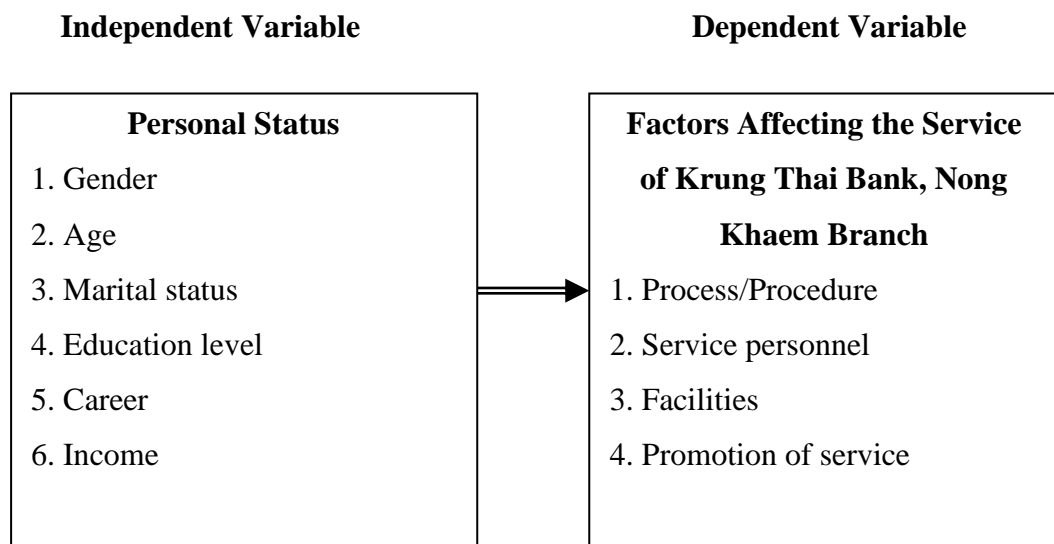 Independent Variable
Dependent Variable
Personal Status
1. Gender
2. Age
3. Marital status
4. Education level
5. Career
6. Income
Factors Affecting the Service
of Krung Thai Bank, Nong
Khaem Branch
1. Process/Procedure
2. Service personnel
3. Facilities
4. Promotion of service